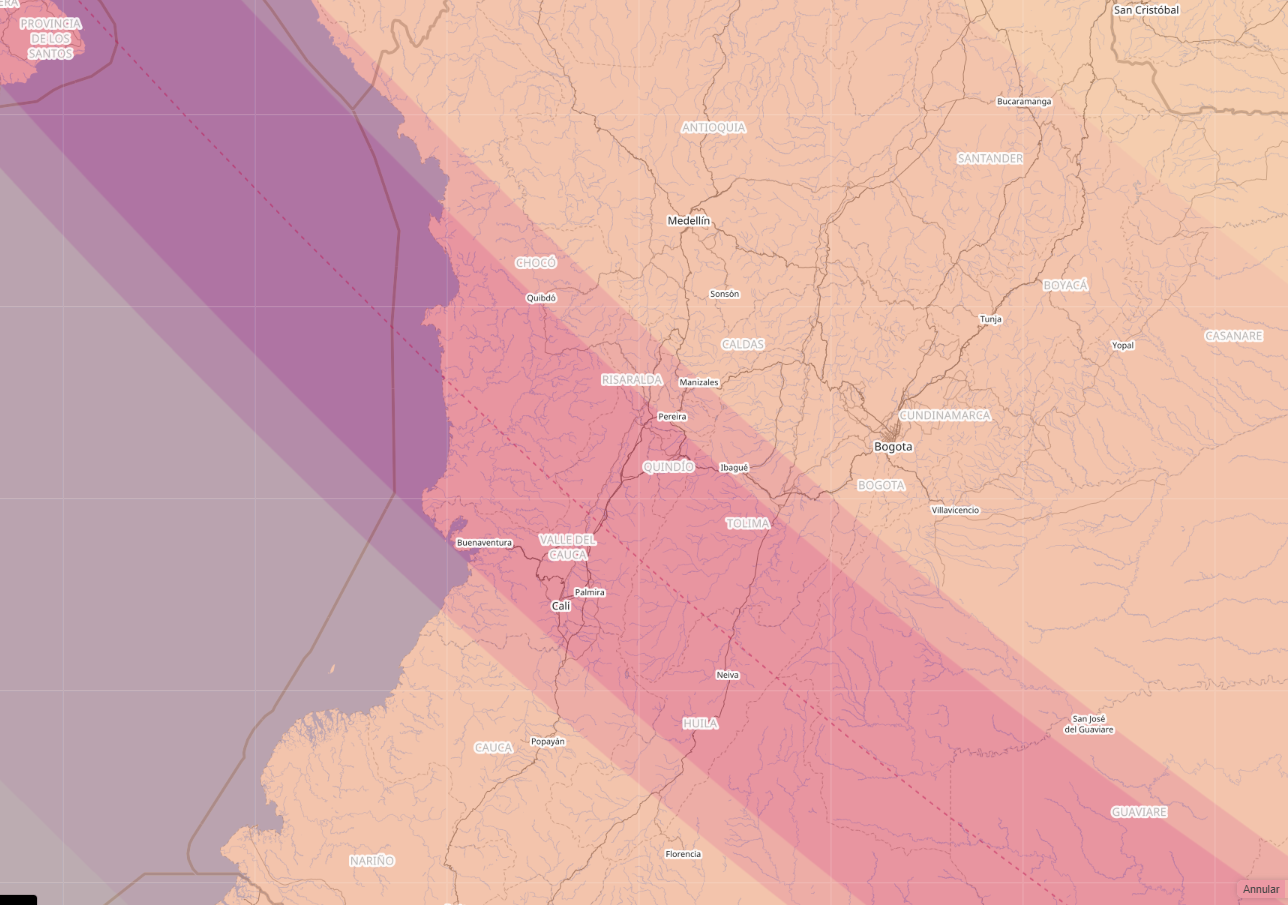 ERA
San Cristóbal
PROVINCIA
DE LOS
SANTOS
Bucaramanga
ANTIOQUIA
SANTANDER
Medellín
CHOCÓ
BOYACÁ
Quibdó
Sonsón
Tunja
CASANARE
CALDAS
Yopal
RISARALDA
Manizales
Pereira
CUNDINAMARCA
Bogota
QUINDÍO
Ibagué
BOGOTA
Villavicencio
TOLIMA
Buenaventura
VALLE DEL
CAUCA
Palmira
Cali
Neiva
HUILA
San José
del Guaviare
CAUCA
Popayán
GUAVIARE
Florencia
NARIÑO
Annular